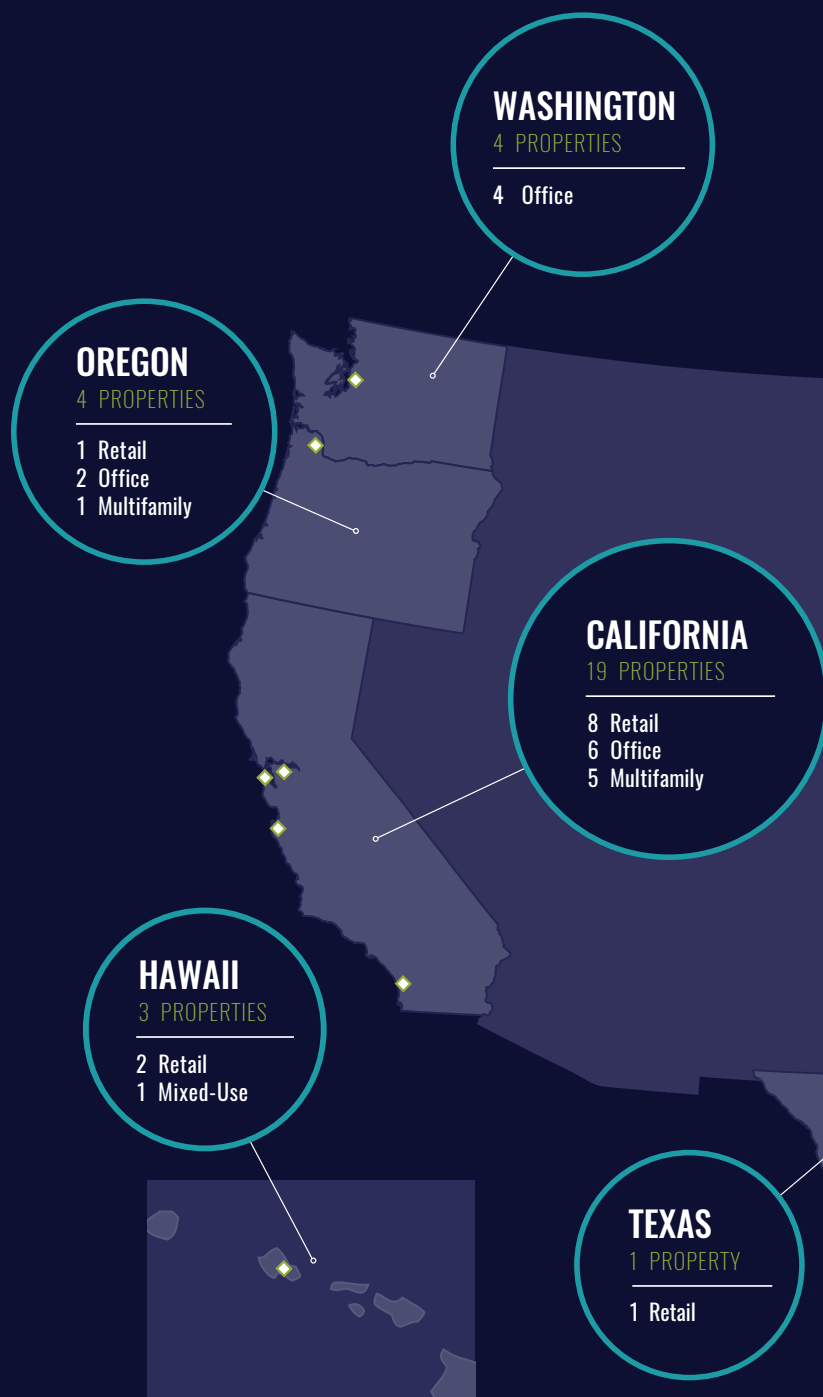 WASHINGTON
4 PROPERTIES
4 Office
OREGON
4 PROPERTIES
1 Retail
2 Office
1 Multifamily
CALIFORNIA
19 PROPERTIES
8 Retail
6 Office
5 Multifamily
HAWAII
3 PROPERTIES
2 Retail
1 Mixed-Use
TEXAS
1 PROPERTY
1 Retail